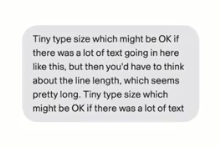 Tiny type size which might be OK if
there was a lot of text going in here
like this, but then you'd have to think
about the line length, which seems
pretty long. Tiny type size which
might be OK if there was a lot of text